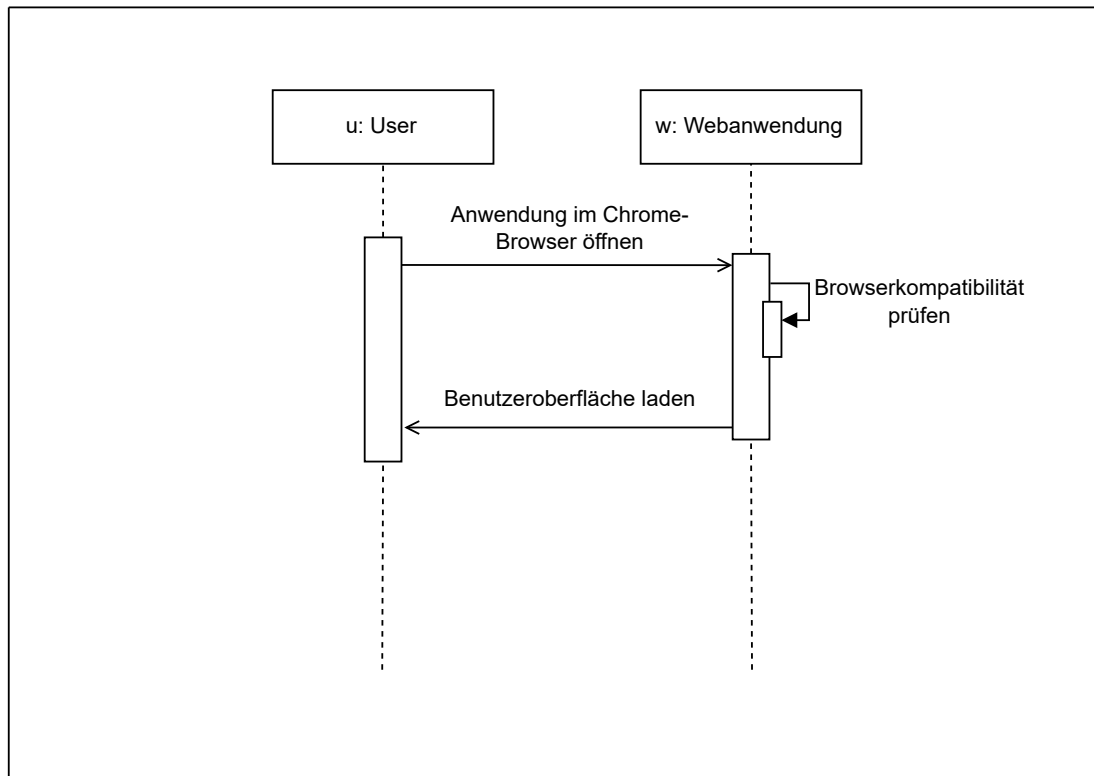 u: User
w: Webanwendung
Anwendung im Chrome-
Browser öffnen
Browserkompatibilität
prüfen
Benutzeroberfläche laden